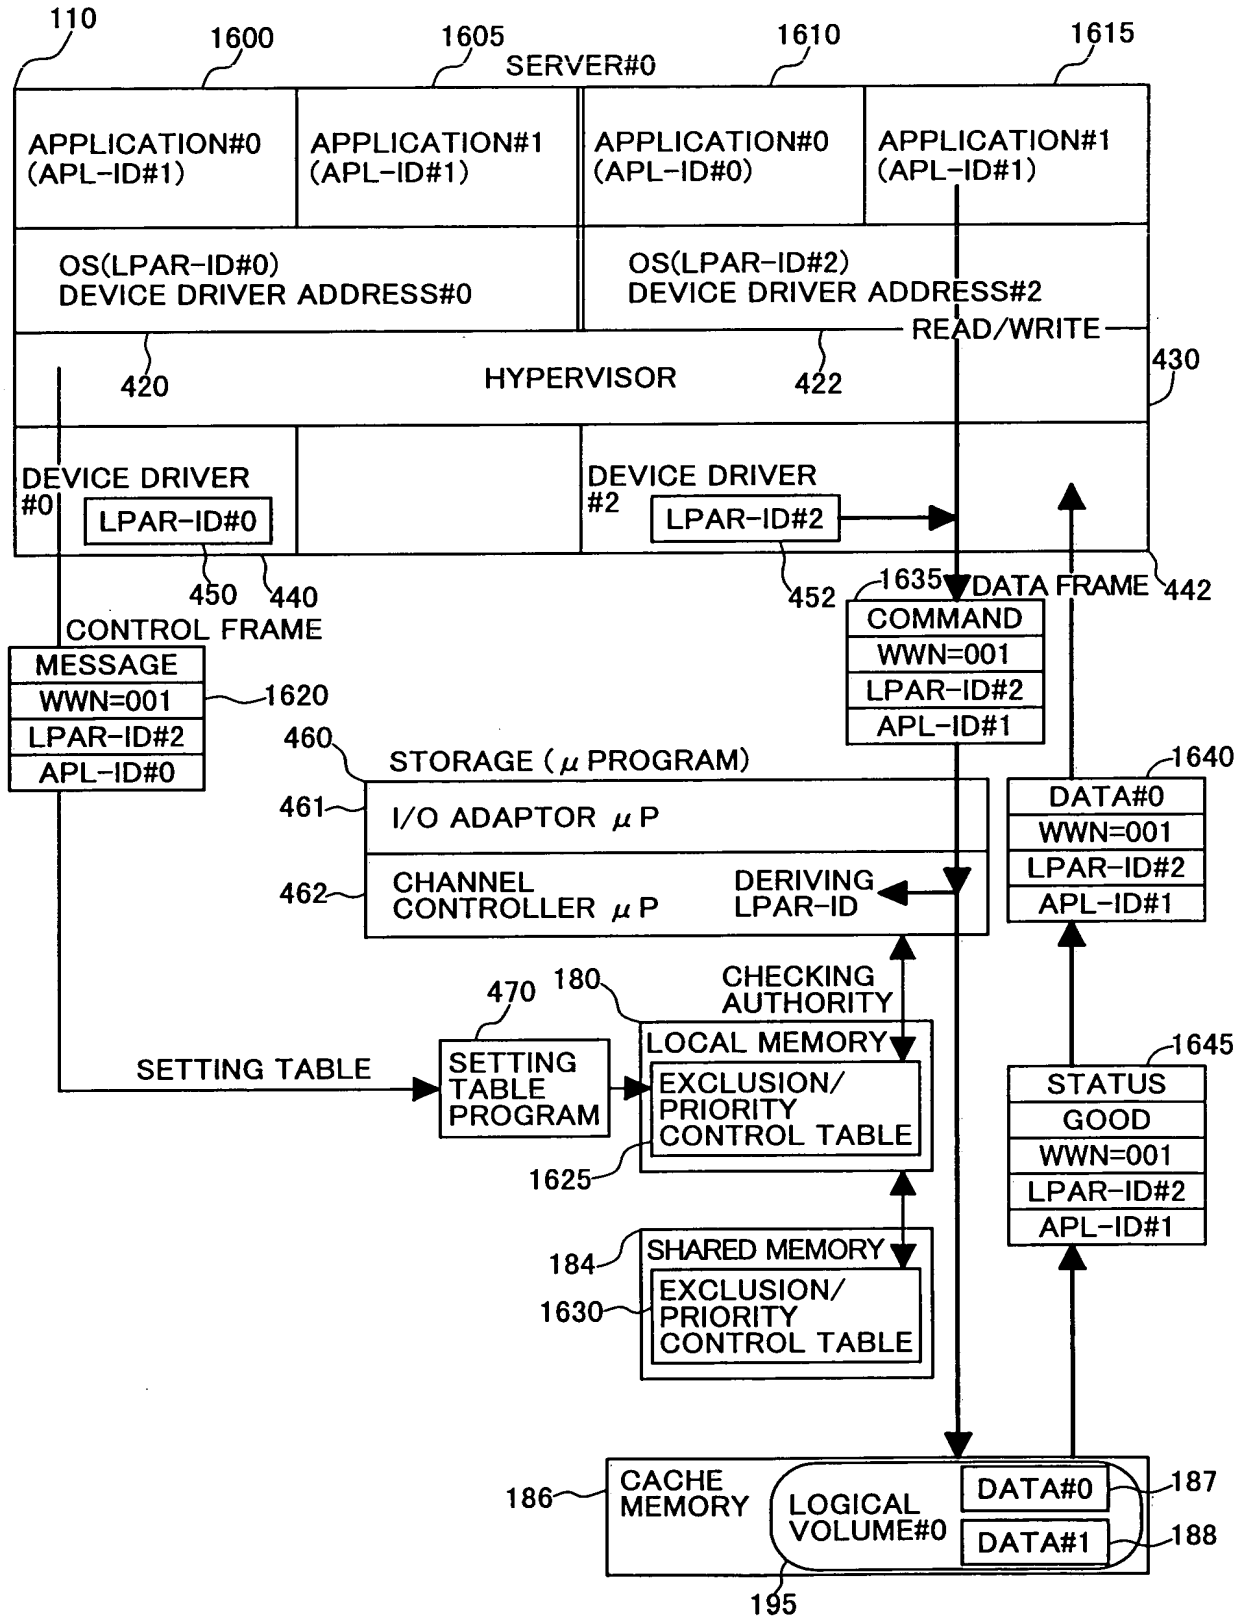 110
1600
1605
SERVER#0
1610
1615
APPLICATION#0
(APL-ID#1)
APPLICATION#1
(APL-ID#1)
APPLICATION#0
(APL-ID#0)
APPLICATION#1
(APL-ID#1)
OS(LPAR-ID#0)
DEVICE DRIVER ADDRESS#0
OS(LPAR-ID#2)
DEVICE DRIVER ADDRESS#2
READ/WRITE
420
HYPERVISOR
422
430
DEVICE DRIVER
#0
LPAR-ID#0
DEVICE DRIVER
#2
LPAR-ID#2
450
440
452
442
CONTROL FRAME
MESSAGE
WWN=001
LPAR-ID#2
APL-ID#0
1620
1635
DATA FRAME
COMMAND
WWN=001
LPAR-ID#2
APL-ID#1
460
STORAGE (μ PROGRAM)
461
I/O ADAPTOR μP
462
CHANNEL
CONTROLLER μP
DERIVING
LPAR-ID
1640
DATA#0
WWN=001
LPAR-ID#2
APL-ID#1
CHECKING
AUTHORITY
470
180
SETTING TABLE
SETTING
TABLE
PROGRAM
LOCAL MEMORY
EXCLUSION/
PRIORITY
CONTROL TABLE
1625
1645
STATUS
GOOD
WWN=001
LPAR-ID#2
APL-ID#1
184
SHARED MEMORY
1630
EXCLUSION/
PRIORITY
CONTROL TABLE
186
CACHE
MEMORY
LOGICAL
VOLUME#0
DATA#0
187
DATA#1
188
195